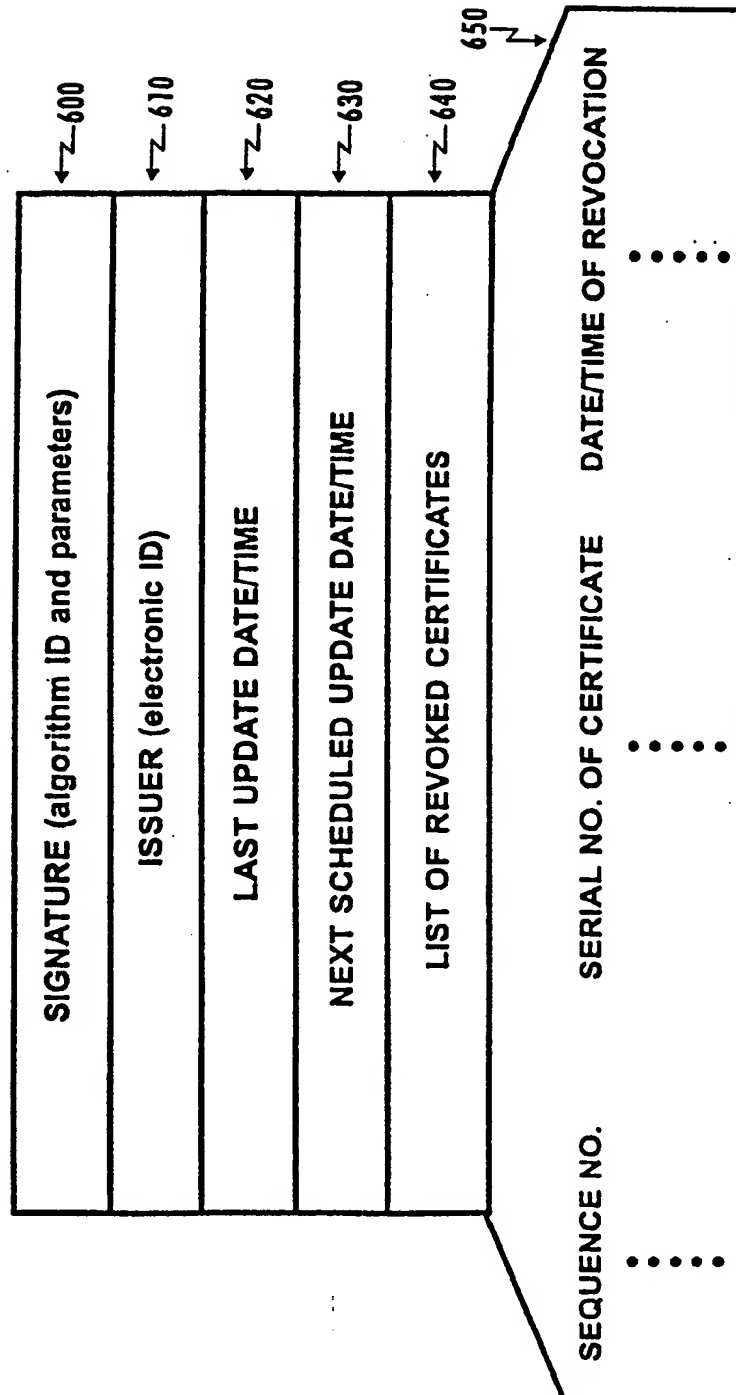 SIGNATURE (algorithm ID and parameters) 600
ISSUER (electronic ID) 610
LAST UPDATE DATE/TIME 620
NEXT SCHEDULED UPDATE DATE/TIME 630
LIST OF REVOKED CERTIFICATES 640
650
SEQUENCE NO. SERIAL NO. OF CERTIFICATE DATE/TIME OF REVOCATION